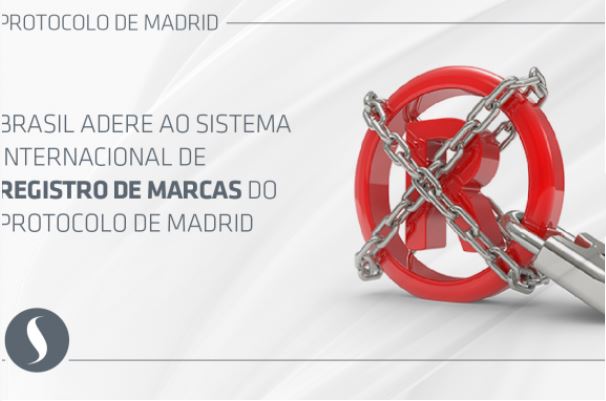 PROTOCOLO DE MADRID
BRASIL ADERE AO SISTEMA
INTERNACIONAL DE
REGISTRO DE MARCAS DO
PROTOCOLO DE MADRID
R